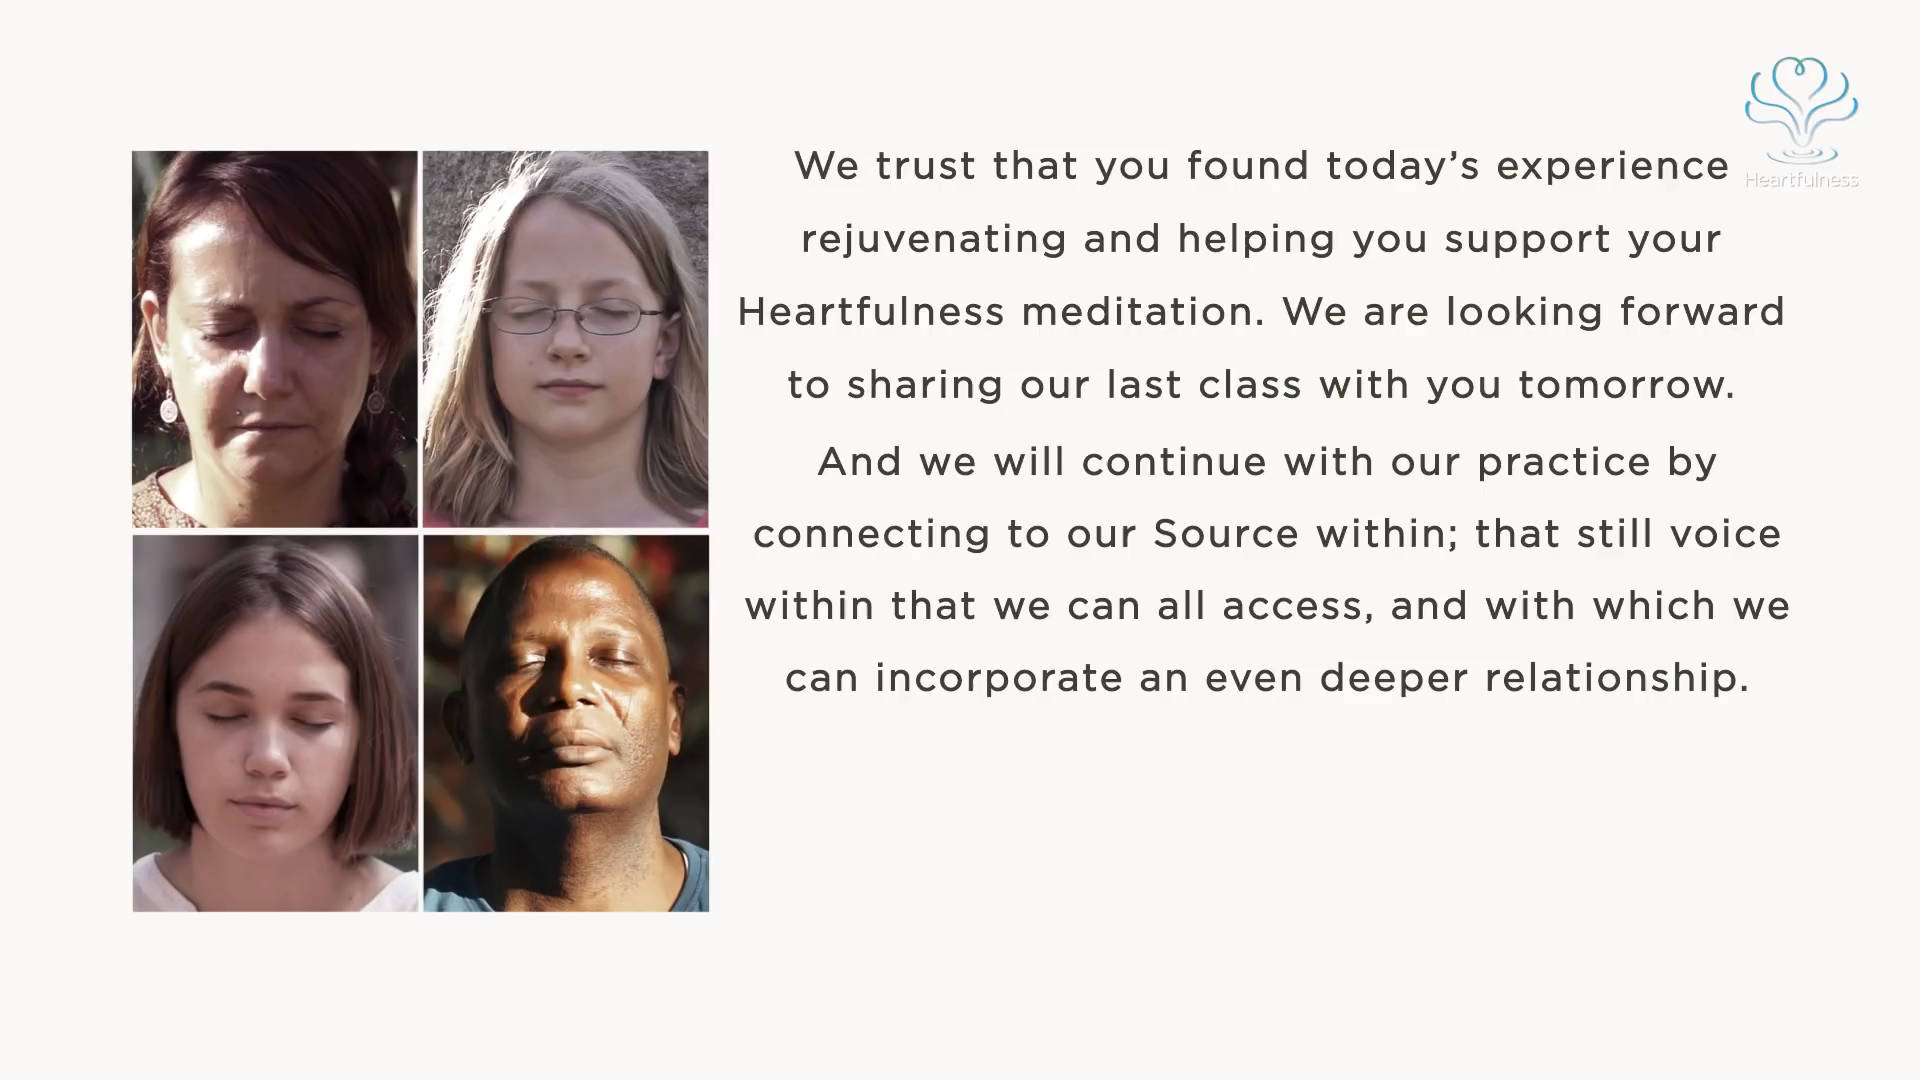 Heartfulness
We trust that you found today’s experience
rejuvenating and helping you support your
Heartfulness meditation. We are looking forward
to sharing our last class with you tomorrow.
And we will continue with our practice by
connecting to our Source within; that still voice
within that we can all access, and with which we
can incorporate an even deeper relationship.